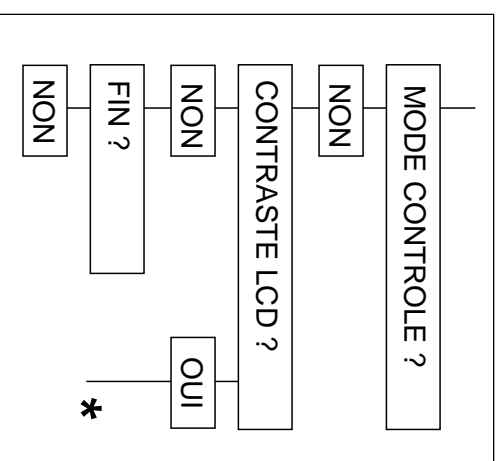 MODE CONTROLE ?
NON
CONTRASTE LCD ?
NON
OUI
FIN ?
*
NON